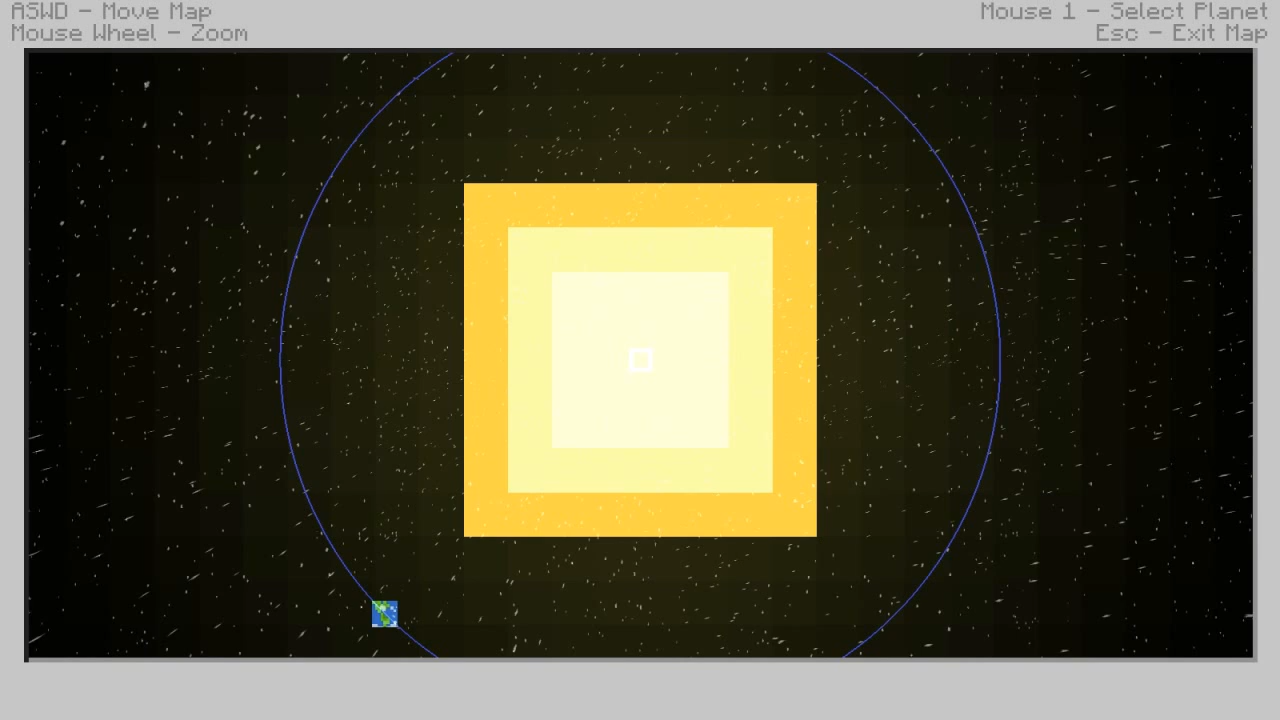 ASWD - Move Map
Mouse Wheel - Zoom
Mouse 1 - Select Planet
Esc - Exit Map